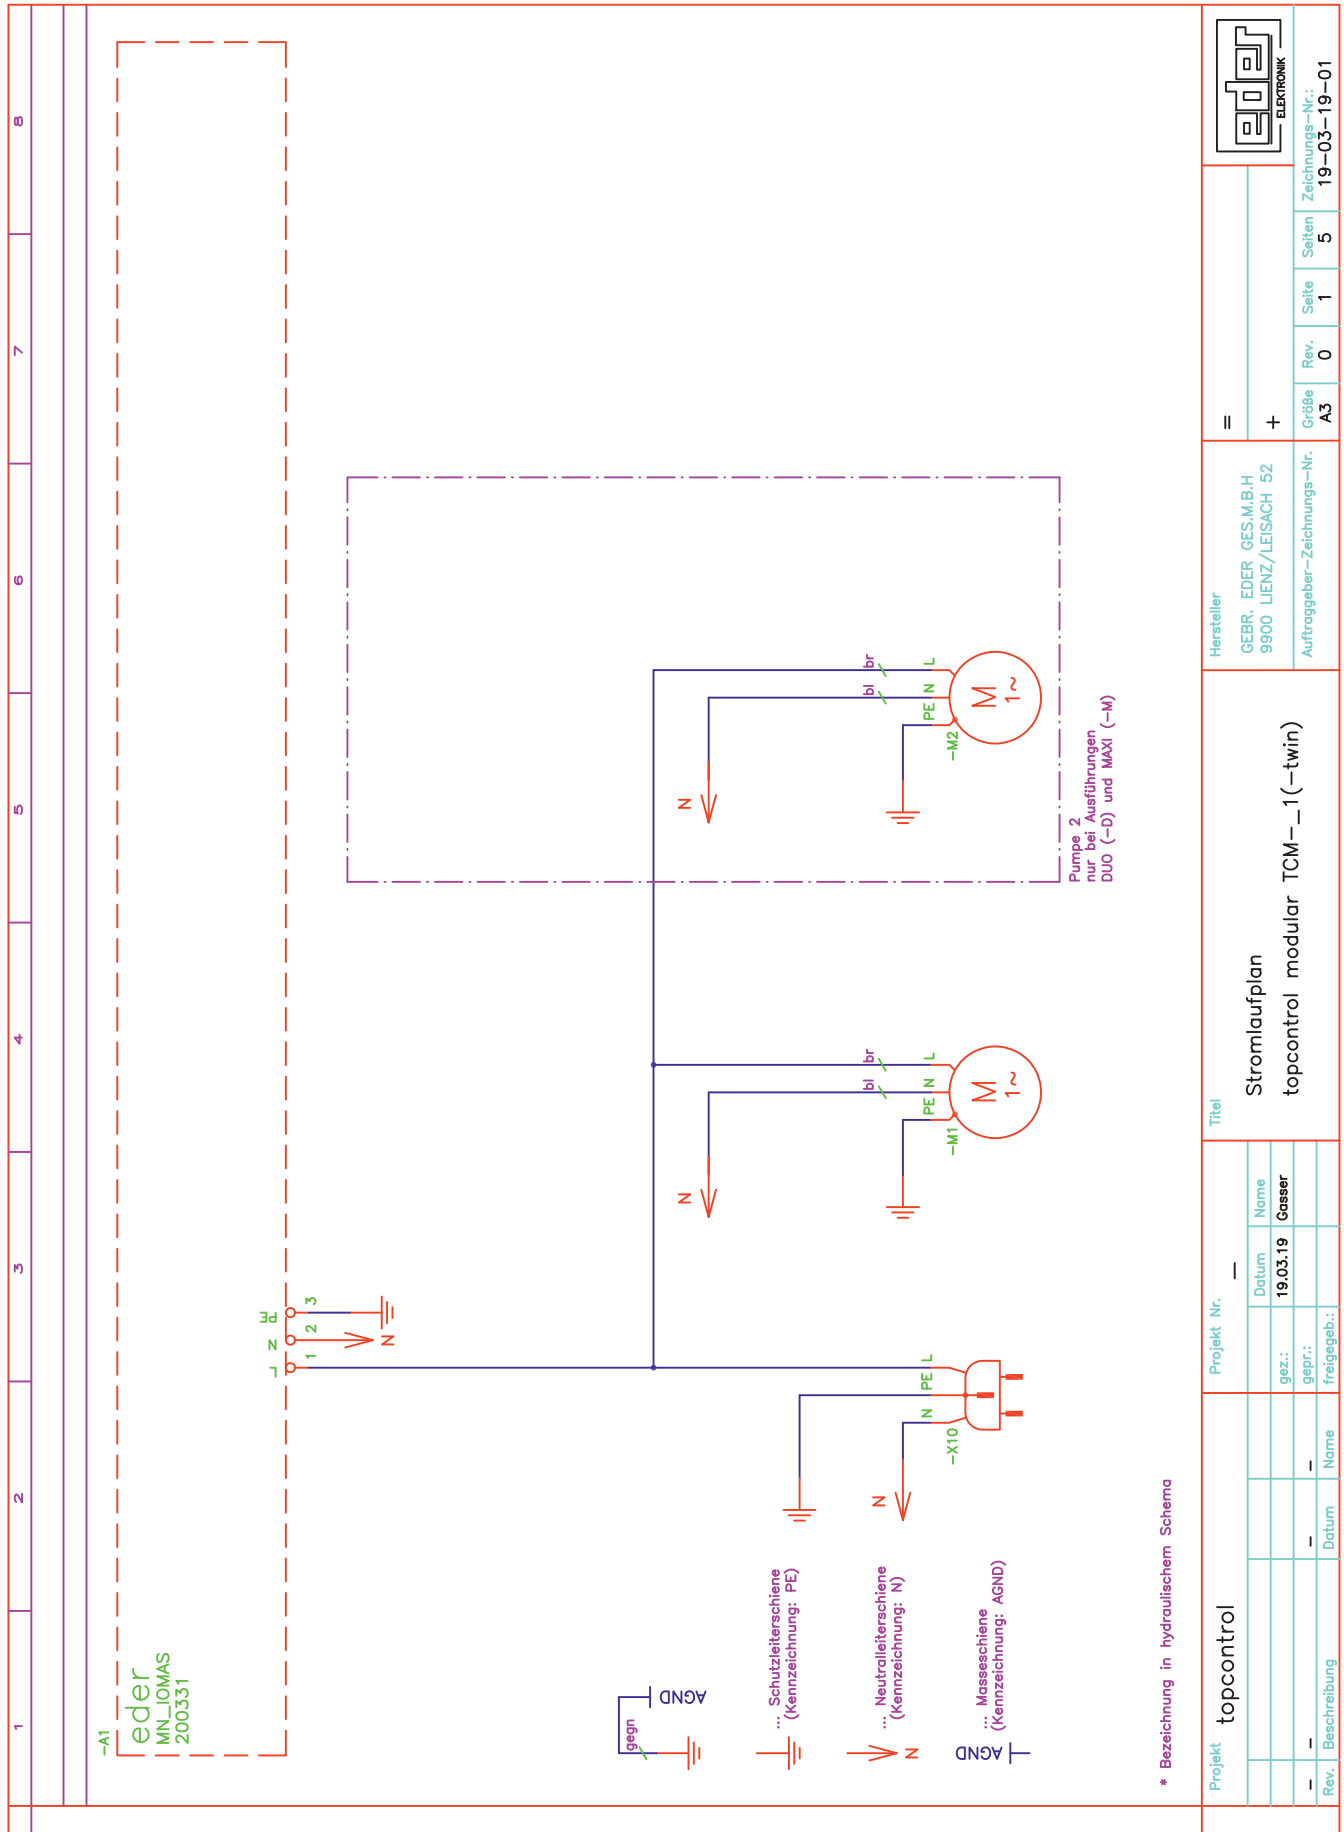 1
2
3
4
5
6
7
8
-A1
eder
MN_IOMAS
200331
L
N
PE
1
2
3
N
gegn
AGND
... Schutzleiterschiene
(Kennzeichnung: PE)
N
... Neutralleiterschiene
(Kennzeichnung: N)
AGND
... Masseschiene
(Kennzeichnung: AGND)
N
-X10
N
PE
L
N
bl
br
-M1
PE
N
L
M
1~
N
bl
br
-M2
PE
N
L
M
1~
Pumpe 2
nur bei Ausführungen
DUO (-D) und MAXI (-M)
* Bezeichnung in hydraulischem Schema
Projekt
topcontrol
- - - -
Rev. Beschreibung Datum Name
Projekt Nr.
-
Datum Name
gez.: 19.03.19 Gasser
gepr.:
freigegeb.:
Titel
Stromlaufplan
topcontrol modular TCM-_1(-twin)
Hersteller
GEBR. EDER GES.M.B.H
9900 LIENZ/LEISACH 52
Auftraggeber-Zeichnungs-Nr.
=
+
eder
ELEKTRONIK
Größe Rev. Seite Seiten Zeichnungs-Nr.:
A3 0 1 5 19-03-19-01